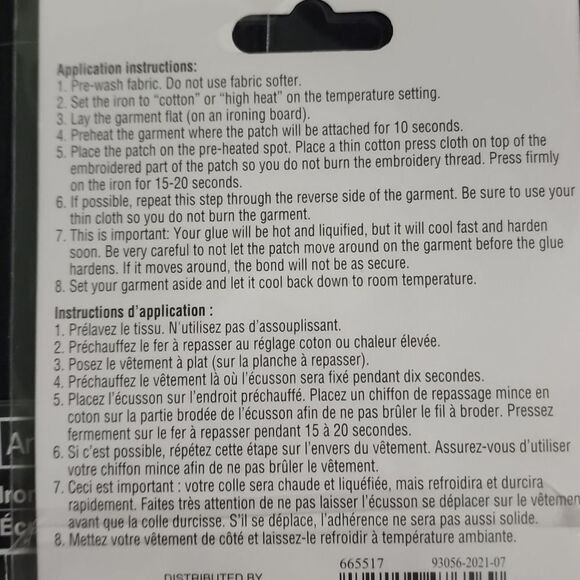 Application instructions:
1. Pre-wash fabric. Do not use fabric softer.
2. Set the iron to "cotton" or "high heat" on the temperature setting.
3. Lay the garment flat (on an ironing board).
4. Preheat the garment where the patch will be attached for 10 seconds.
5. Place the patch on the pre-heated spot. Place a thin cotton press cloth on top of the
embroidered part of the patch so you do not burn the emboidery thread. Press firmly
on the iron for 15-20 seconds.
6. If possible, repeat this step through the reverse side of the garment. Be sure to use your
thin cloth so you do not burn the garment.
7. This is important: Your glue will be hot and liquified, but it will cool fast and harden
soon. Be very careful to not let the patch move around on the garment before the glue
hardens. If it moves around, the bond will not be as secure.
8. Set your garment aside and let it cool back down to room temperature.
Instructions d'application :
1. Prélavez le tissu. N'utilisez pas d'assouplissant.
2. Préchauffez le fer à repasser au réglage coton ou chaleur élevée.
3. Posez le vêtement à plat (sur la planche à repasser).
4. Préchauffez le vêtement là où l'écusson sera fixé pendant dix secondes.
5. Placez l'écusson sur l'endroit préchauffé. Placez un chiffon de repassage mince en
coton sur la partie brodée de l'écusson afin de ne pas brûler le fil à broder. Pressez
fermement sur le fer à repasser pendant 15 à 20 secondes.
6. Si c'est possible, répétez cette étape sur l'envers du vêtement. Assurez-vous d'utiliser
votre chiffon mince afin de ne pas brûler le vêtement.
7. Ceci est important : votre colle sera chaude et liquéfiée, mais refroidira et durcira
rapidement. Faites très attention de ne pas laisser l'écusson se déplacer sur le vêtemen
avant que la colle durcisse. S'il se déplace, l'adhérence ne sera pas aussi solide.
8. Mettez votre vêtement de côté et laissez-le refroidir à température ambiante.
665517 93056-2021-07
DISTRIBUTED BY
Ar
Iron
Éc